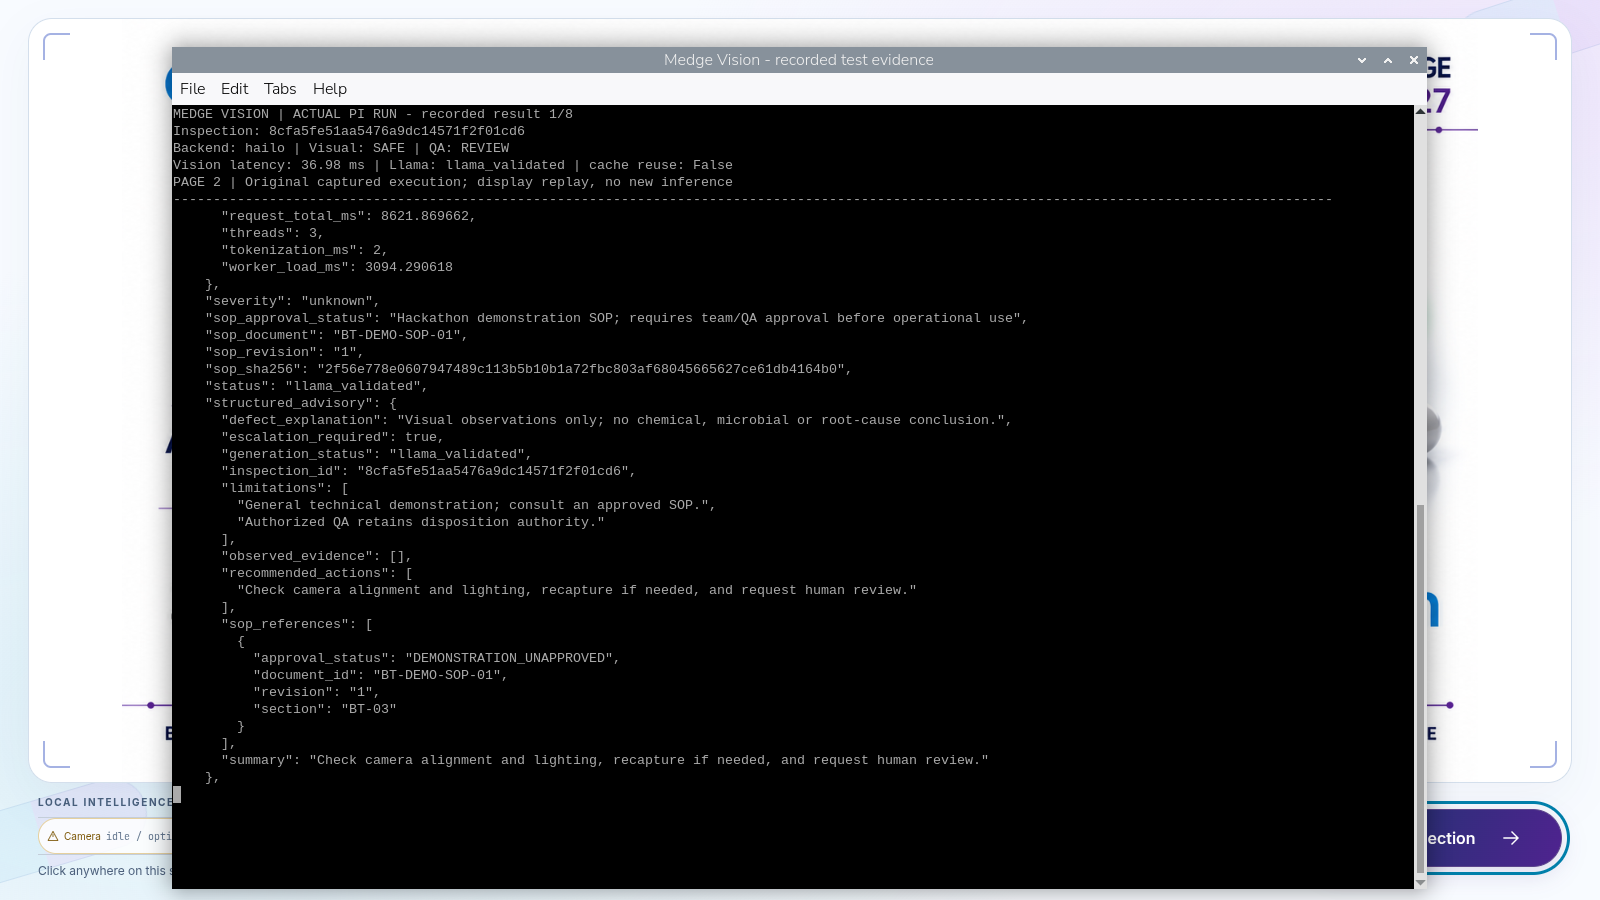 GE
27
Medge Vision - recorded test evidence
File Edit Tabs Help
MEDGE VISION | ACTUAL PI RUN - recorded result 1/8
Inspection: 8cfa5fe51aa5476a9dc14571f2f01cd6
Backend: hailo | Visual: SAFE | QA: REVIEW
Vision latency: 36.98 ms | Llama: llama_validated | cache reuse: False
PAGE 2 | Original captured execution; display replay, no new inference
-------------------------------------------------------------------------------------------------------------------------------------------------
"request_total_ms": 8621.869662,
"threads": 3,
"tokenization_ms": 2,
"worker_load_ms": 3094.290618
},
"severity": "unknown",
"sop_approval_status": "Hackathon demonstration SOP; requires team/QA approval before operational use",
"sop_document": "BT-DEMO-SOP-01",
"sop_revision": "1",
"sop_sha256": "2f56e778e0607947489c113b5b10b1a72fbc803af68045665627ce61db4164b0",
"status": "llama_validated",
"structured_advisory": {
"defect_explanation": "Visual observations only; no chemical, microbial or root-cause conclusion.",
"escalation_required": true,
"generation_status": "llama_validated",
"inspection_id": "8cfa5fe51aa5476a9dc14571f2f01cd6",
"limitations": [
"General technical demonstration; consult an approved SOP.",
"Authorized QA retains disposition authority."
],
"observed_evidence": [],
"recommended_actions": [
"Check camera alignment and lighting, recapture if needed, and request human review."
],
"sop_references": [
{
"approval_status": "DEMONSTRATION_UNAPPROVED",
"document_id": "BT-DEMO-SOP-01",
"revision": "1",
"section": "BT-03"
}
],
"summary": "Check camera alignment and lighting, recapture if needed, and request human review."
},
LOCAL INTELLIGENCE
Camera idle / opti
Click anywhere on this s
ection